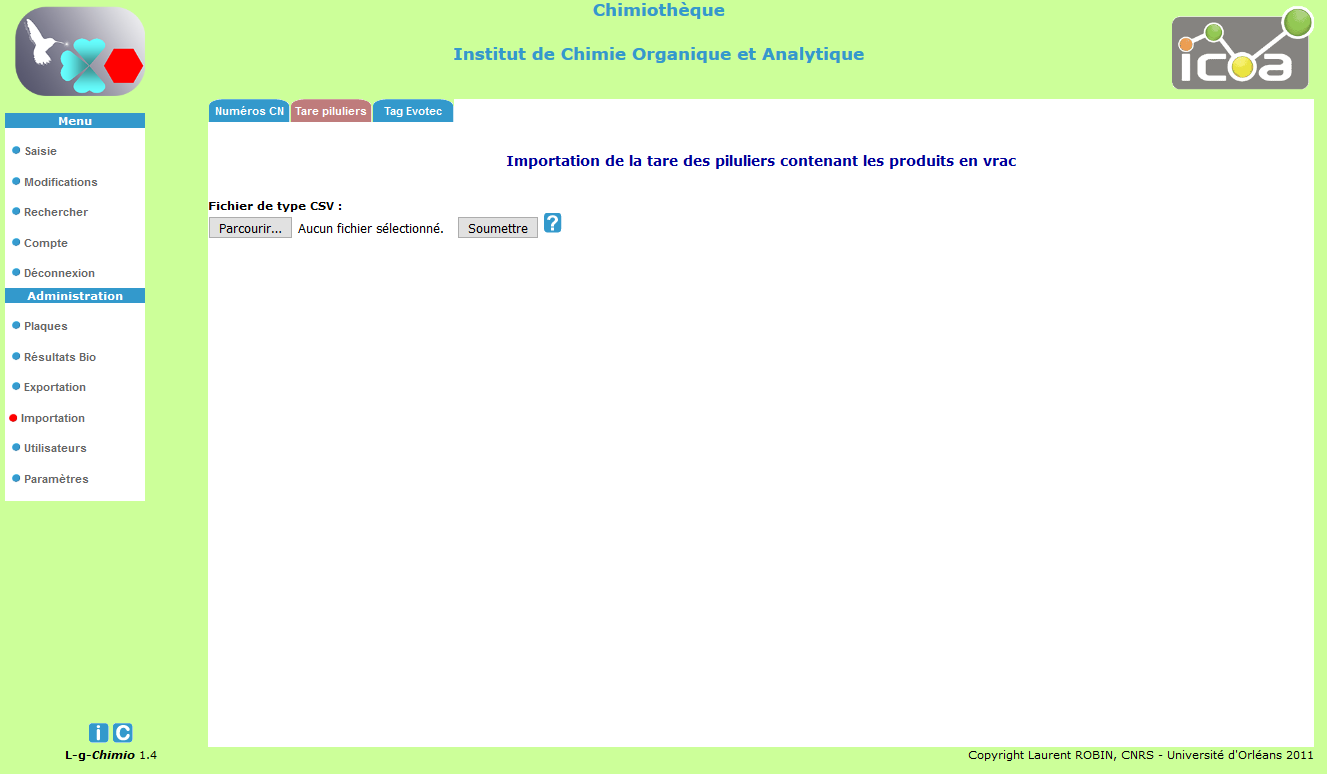 Chimiothèque
Institut de Chimie Organique et Analytique
icoa
Menu
Saisie
Modifications
Rechercher
Compte
Déconnexion
Administration
Plaques
Résultats Bio
Exportation
Importation
Utilisateurs
Paramètres
Numéros CN Tare piluliers Tag Evotec
Importation de la tare des piluliers contenant les produits en vrac
Fichier de type CSV :
Parcourir... Aucun fichier sélectionné. Soumettre ?
i C
L-g-Chimio 1.4
Copyright Laurent ROBIN, CNRS - Université d'Orléans 2011